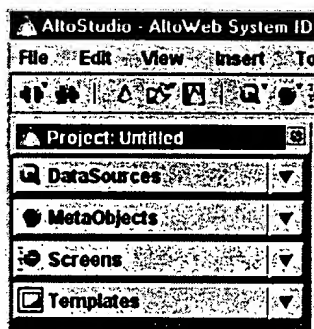 AltoStudio - AltoWeb System ID
File Edit View Insert To
Project: Untitled
DataSources
MetaObjects
Screens
Templates